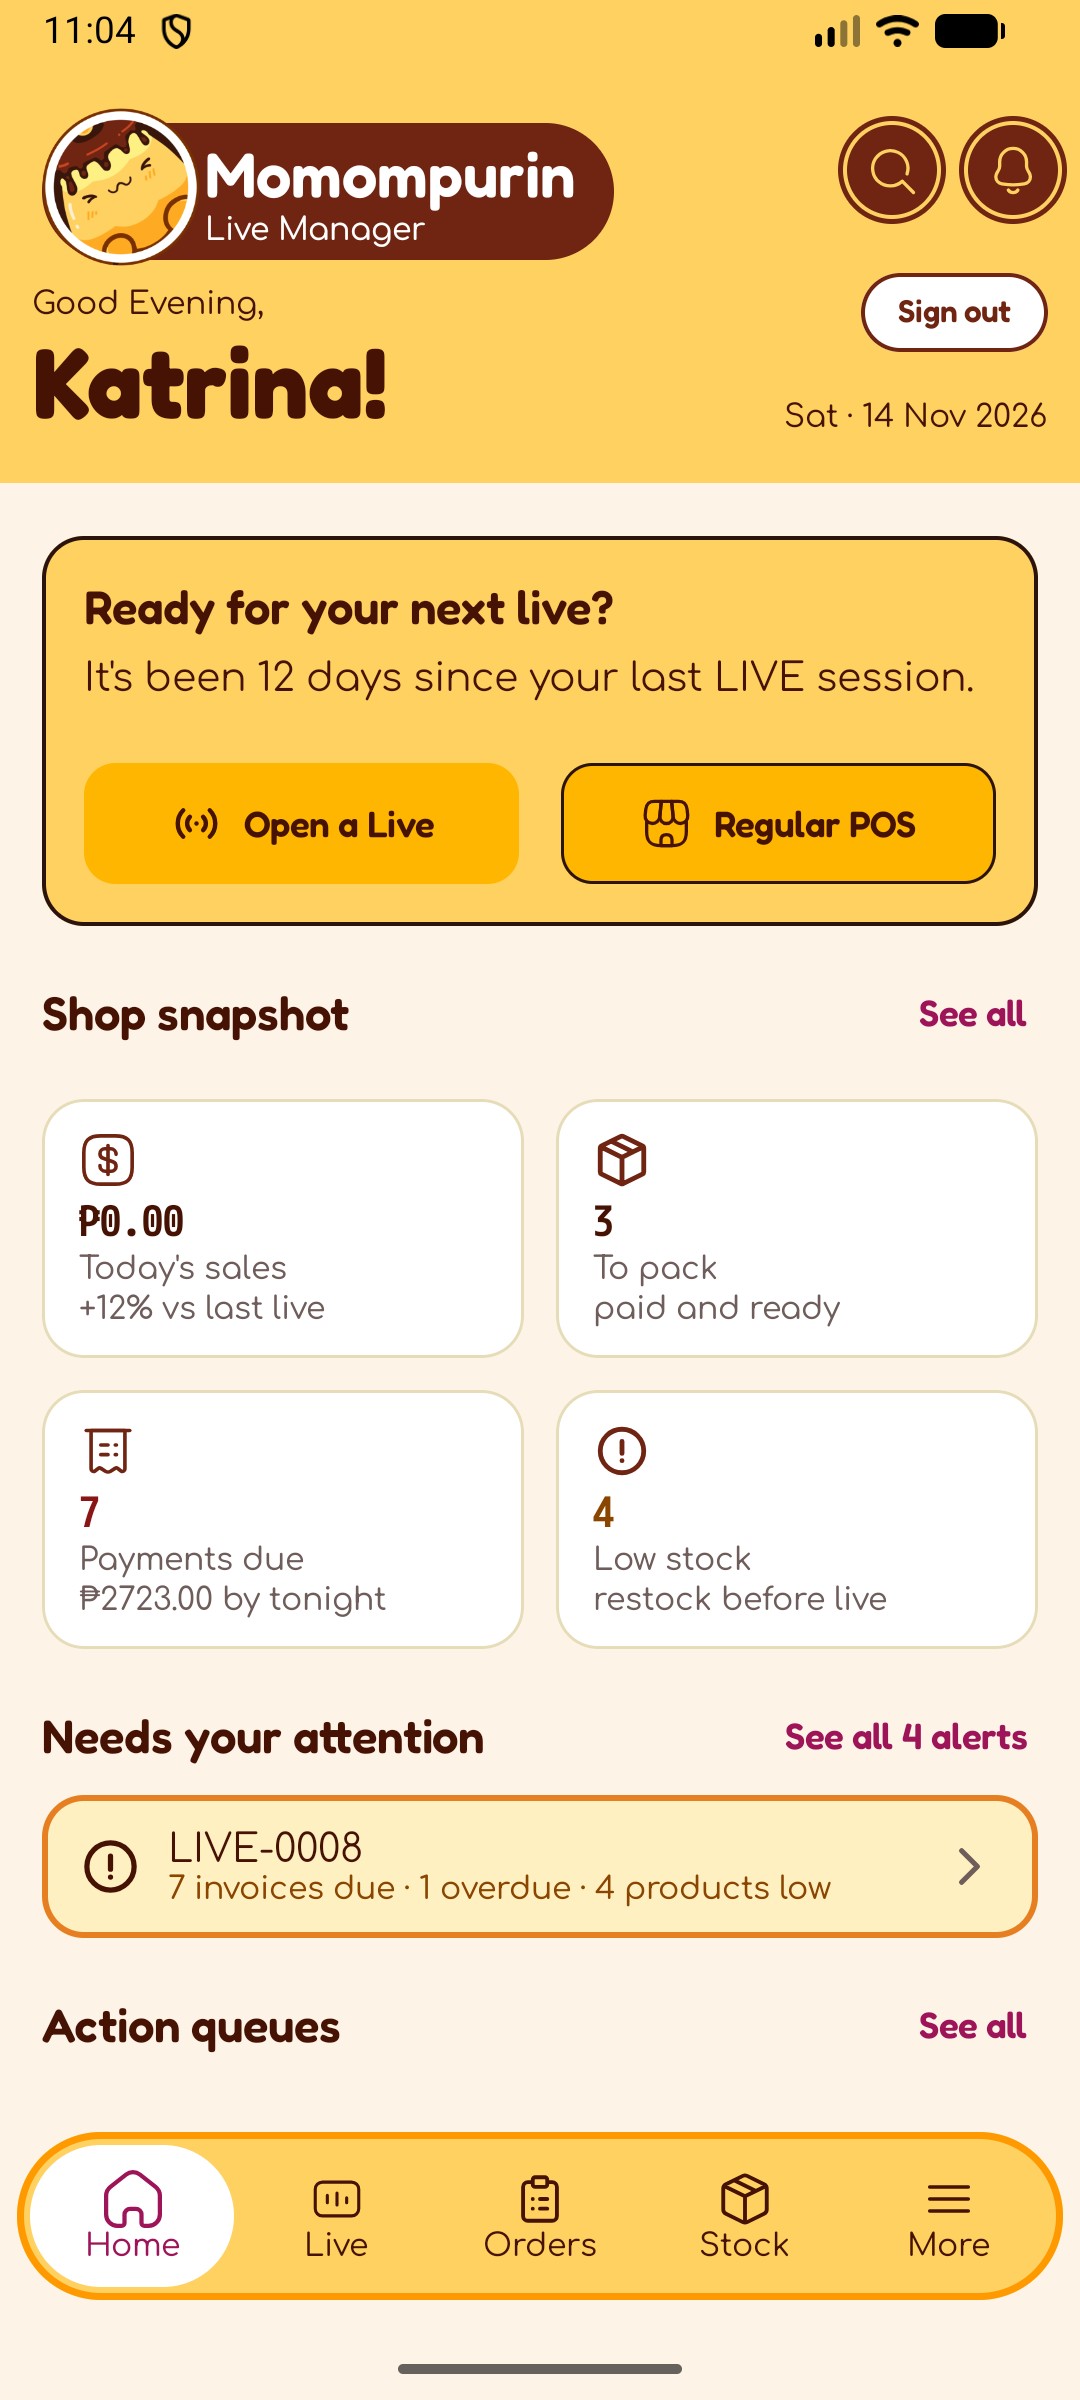 11:04
Momompurin
Live Manager
Good Evening,
Katrina!
Sign out
Sat · 14 Nov 2026
Ready for your next live?
It's been 12 days since your last LIVE session.
Open a Live
Regular POS
Shop snapshot
See all
₱0.00
Today's sales
+12% vs last live
3
To pack
paid and ready
7
Payments due
₱2723.00 by tonight
4
Low stock
restock before live
Needs your attention
See all 4 alerts
LIVE-0008
7 invoices due · 1 overdue · 4 products low
Action queues
See all
Home
Live
Orders
Stock
More